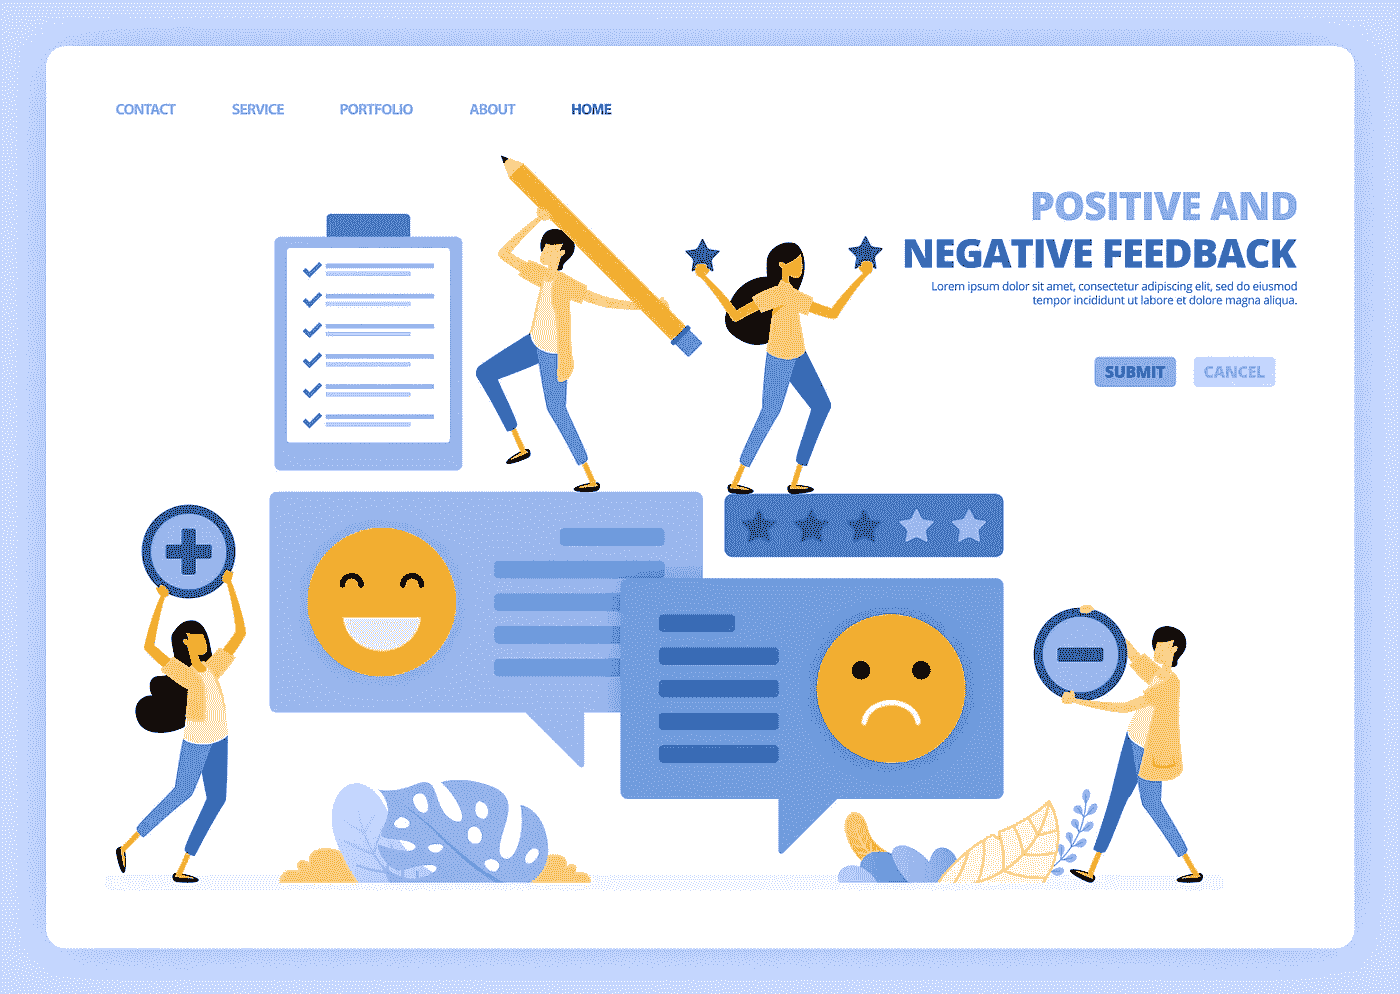 CONTACT SERVICE PORTFOLIO ABOUT HOME
POSITIVE AND
NEGATIVE FEEDBACK
Lorem ipsum dolor sit amet, consectetur adipiscing elit, sed do eiusmod
tempor incididunt ut labore et dolore magna aliqua.
SUBMIT CANCEL